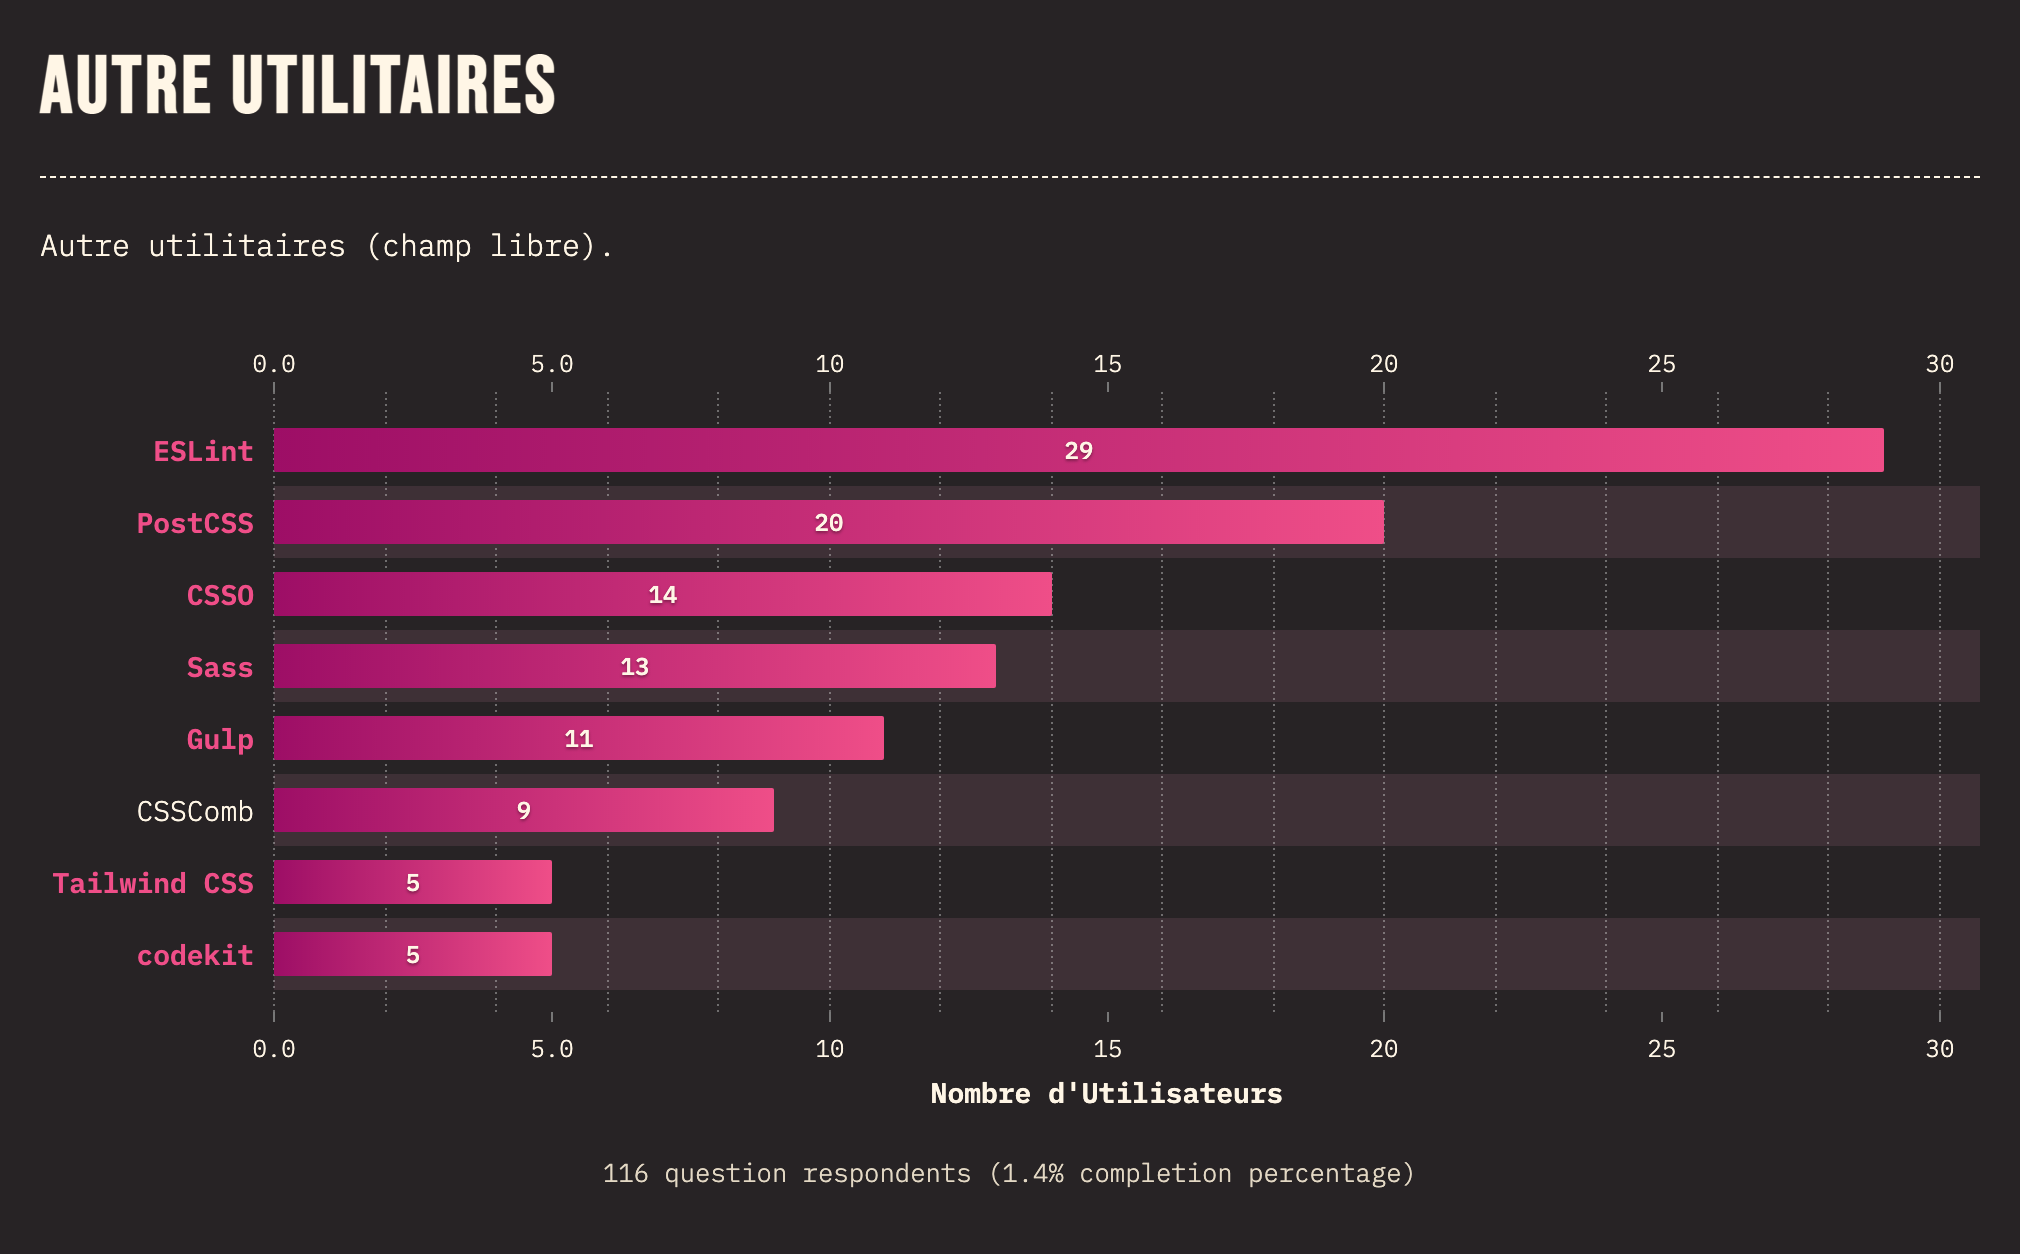 AUTRE UTILITAIRES
Autre utilitaires (champ libre).
0.0 5.0 10 15 20 25 30
ESLint 29
PostCSS 20
CSSO 14
Sass 13
Gulp 11
CSSComb 9
Tailwind CSS 5
codekit 5
0.0 5.0 10 15 20 25 30
Nombre d'Utilisateurs
116 question respondents (1.4% completion percentage)